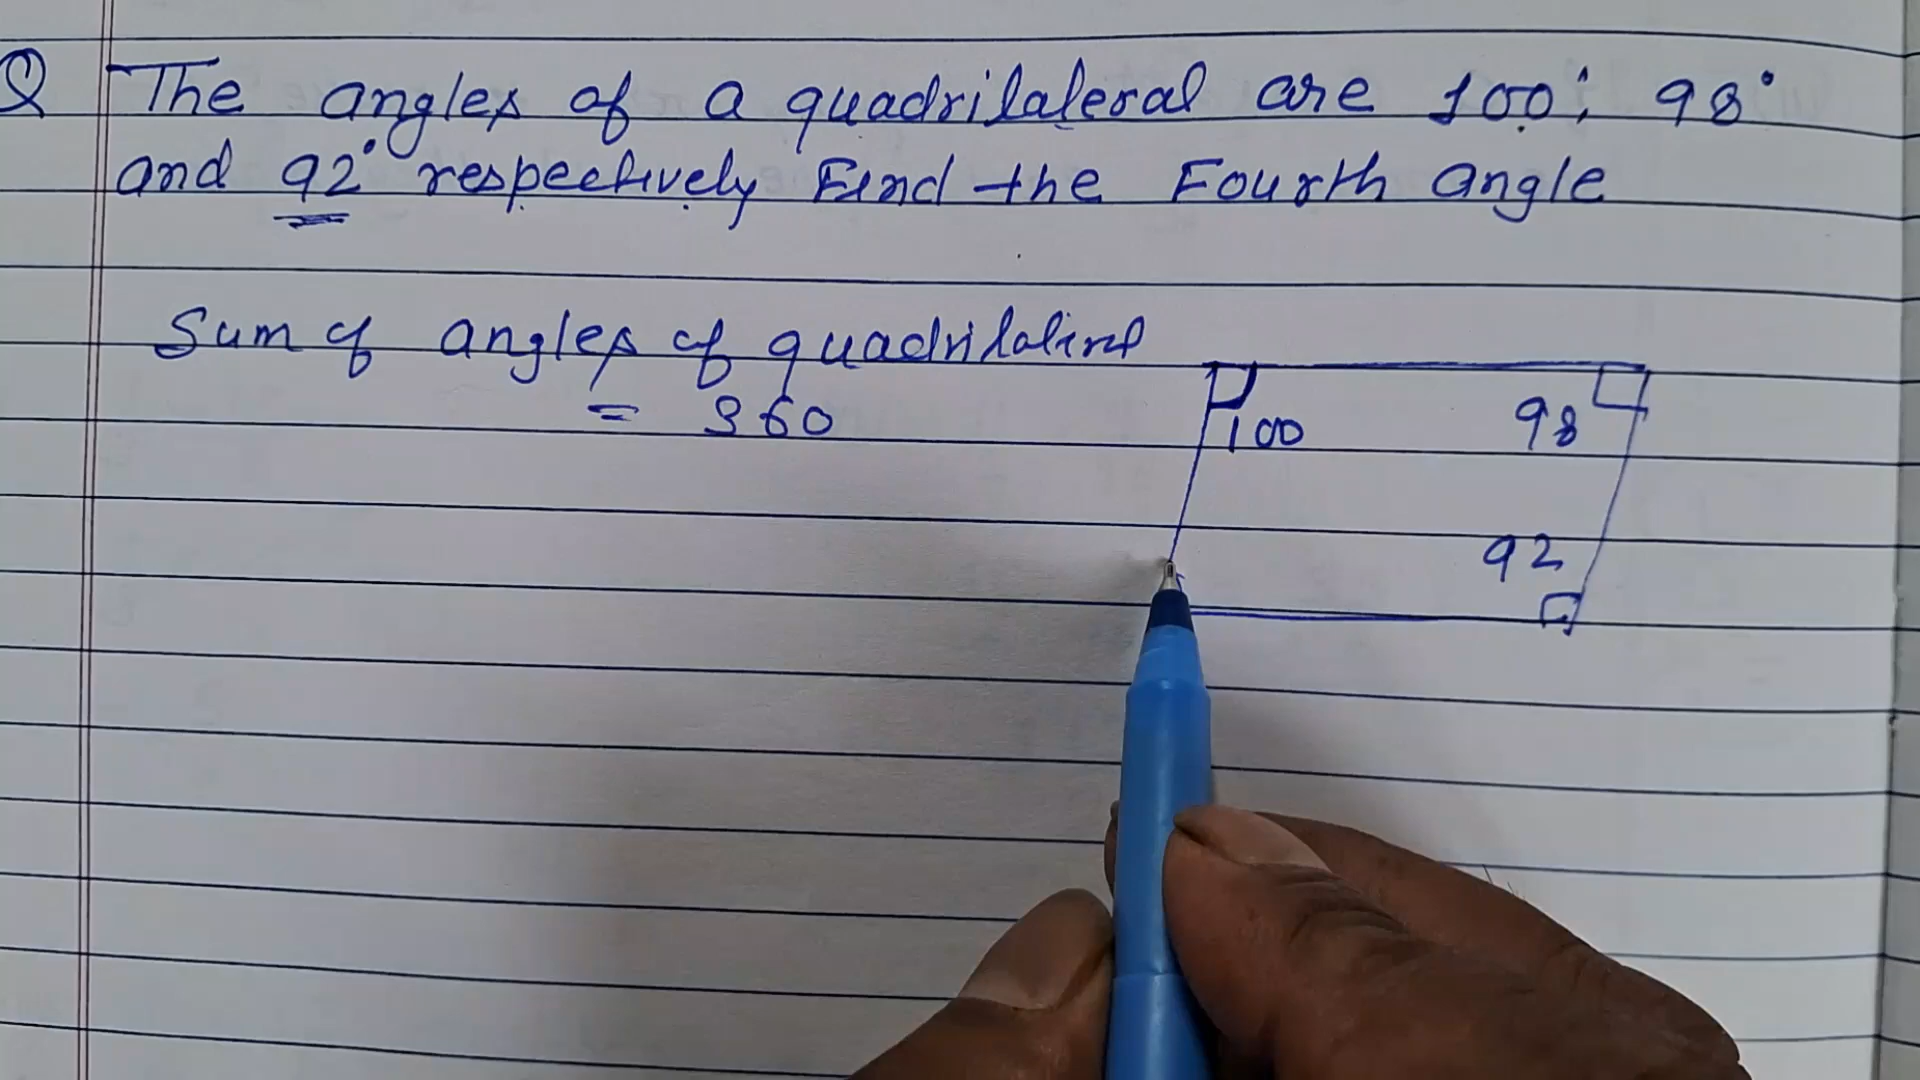 Q The angles of a quadrilateral are 100°, 98°
and 92° respectively Find the Fourth angle
Sum of angles of quadrilateral
= 360
100 98
92